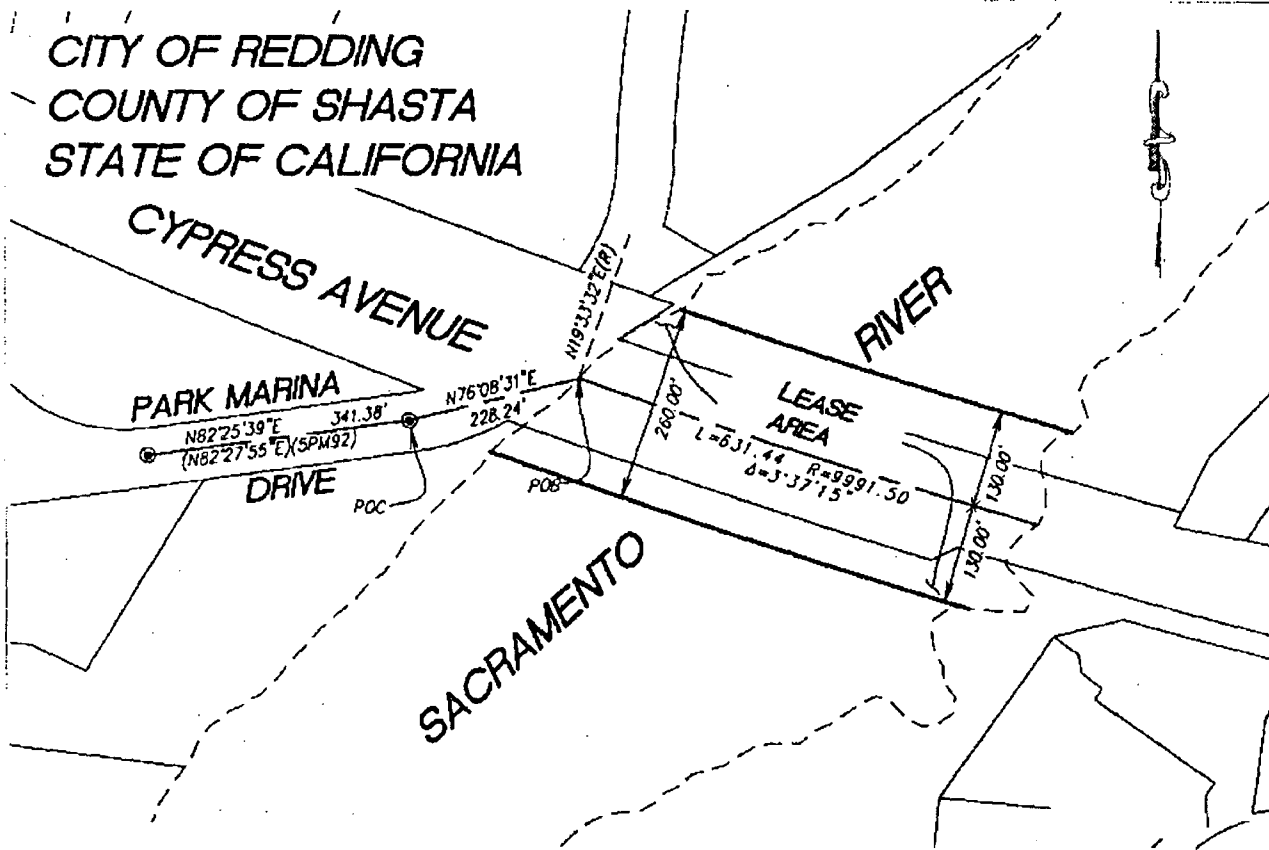 CITY OF REDDING
COUNTY OF SHASTA
STATE OF CALIFORNIA
CYPRESS AVENUE
N19°33'32"E(R)
RIVER
PARK MARINA
N82°25'39"E 341.38'
(N82°27'55"E)(5PM92)
DRIVE
N76°08'31"E
228.24'
POC
POB
260.00'
LEASE
AREA
L=631.44 R=9991.50
Δ=3°37'15"
130.00'
130.00'
SACRAMENTO